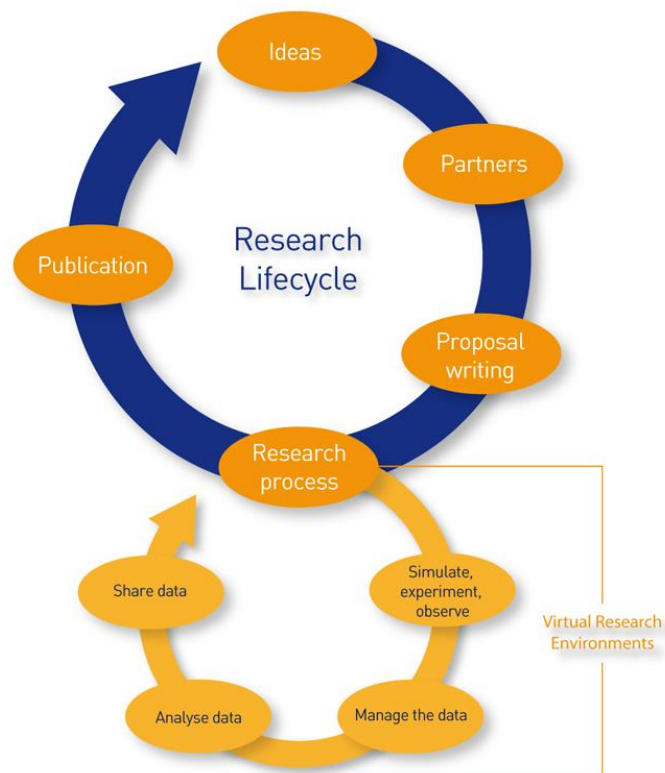 Ideas
Partners
Research
Lifecycle
Publication
Proposal
writing
Research
process
Share data
Simulate,
experiment,
observe
Virtual Research
Environments
Analyse data
Manage the data